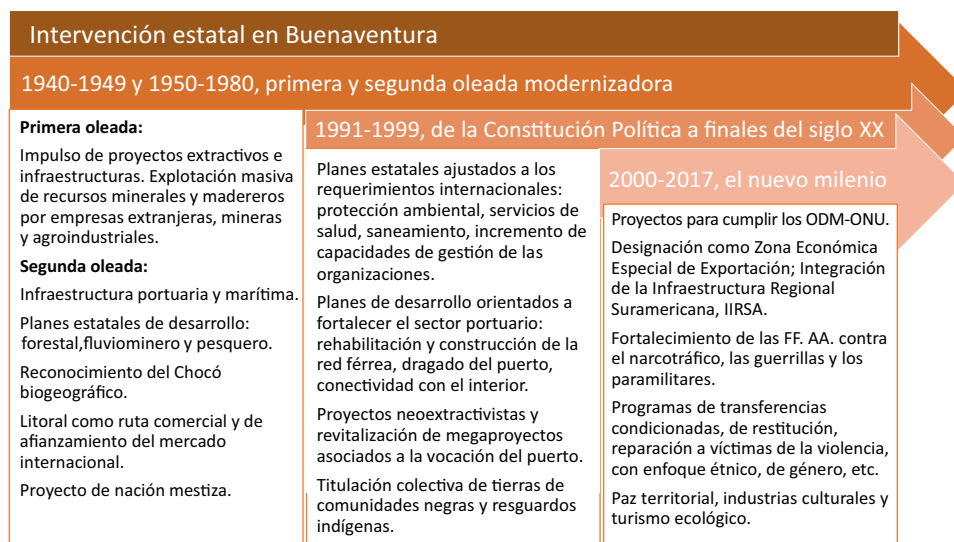 Intervención estatal en Buenaventura
1940-1949 y 1950-1980, primera y segunda oleada modernizadora
Primera oleada:
Impulso de proyectos extractivos e
infraestructuras. Explotación masiva
de recursos minerales y madereros
por empresas extranjeras, mineras
y agroindustriales.
Segunda oleada:
Infraestructura portuaria y marítima.
Planes estatales de desarrollo:
forestal,fluviominero y pesquero.
Reconocimiento del Chocó
biogeográfico.
Litoral como ruta comercial y de
afianzamiento del mercado
internacional.
Proyecto de nación mestiza.
1991-1999, de la Constitución Política a finales del siglo XX
Planes estatales ajustados a los
requerimientos internacionales:
protección ambiental, servicios de
salud, saneamiento, incremento de
capacidades de gestión de las
organizaciones.
Planes de desarrollo orientados a
fortalecer el sector portuario:
rehabilitación y construcción de la
red férrea, dragado del puerto,
conectividad con el interior.
Proyectos neoextractivistas y
revitalización de megaproyectos
asociados a la vocación del puerto.
Titulación colectiva de tierras de
comunidades negras y resguardos
indígenas.
2000-2017, el nuevo milenio
Proyectos para cumplir los ODM-ONU.
Designación como Zona Económica
Especial de Exportación; Integración
de la Infraestructura Regional
Suramericana, IIRSA.
Fortalecimiento de las FF. AA. contra
el narcotráfico, las guerrillas y los
paramilitares.
Programas de transferencias
condicionadas, de restitución,
reparación a víctimas de la violencia,
con enfoque étnico, de género, etc.
Paz territorial, industrias culturales y
turismo ecológico.